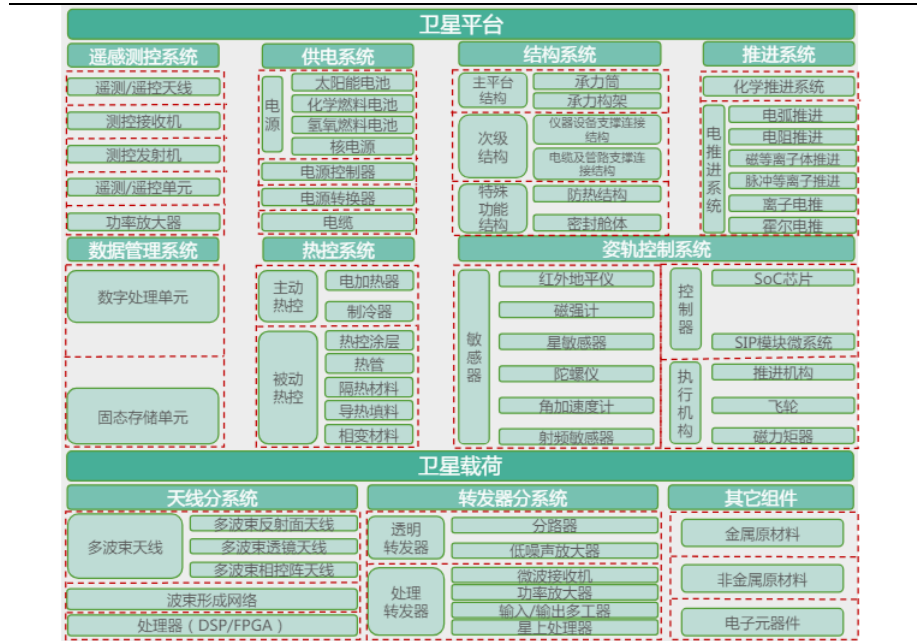 卫星平台
遥感测控系统
遥测/遥控天线
测控接收机
测控发射机
遥测/遥控单元
功率放大器
供电系统
电源
太阳能电池
化学燃料电池
氢氧燃料电池
核电源
电源控制器
电源转换器
电缆
结构系统
主平台
结构
承力筒
承力构架
次级
结构
仪器设备支撑连接
结构
电缆及管路支撑连
接结构
特殊
功能
结构
防热结构
密封舱体
推进系统
化学推进系统
电推进系统
电弧推进
电阻推进
磁等离子体推进
脉冲等离子推进
离子电推
霍尔电推
数据管理系统
数字处理单元
固态存储单元
热控系统
主动
热控
电加热器
制冷器
被动
热控
热控涂层
热管
隔热材料
导热填料
相变材料
姿轨控制系统
敏感器
红外地平仪
磁强计
星敏感器
陀螺仪
角加速度计
射频敏感器
控制器
SoC芯片
SIP模块微系统
执行机构
推进机构
飞轮
磁力矩器
卫星载荷
天线分系统
多波束天线
多波束反射面天线
多波束透镜天线
多波束相控阵天线
波束形成网络
处理器（DSP/FPGA）
转发器分系统
透明
转发器
分路器
低噪声放大器
处理
转发器
微波接收机
功率放大器
输入/输出多工器
星上处理器
其它组件
金属原材料
非金属原材料
电子元器件